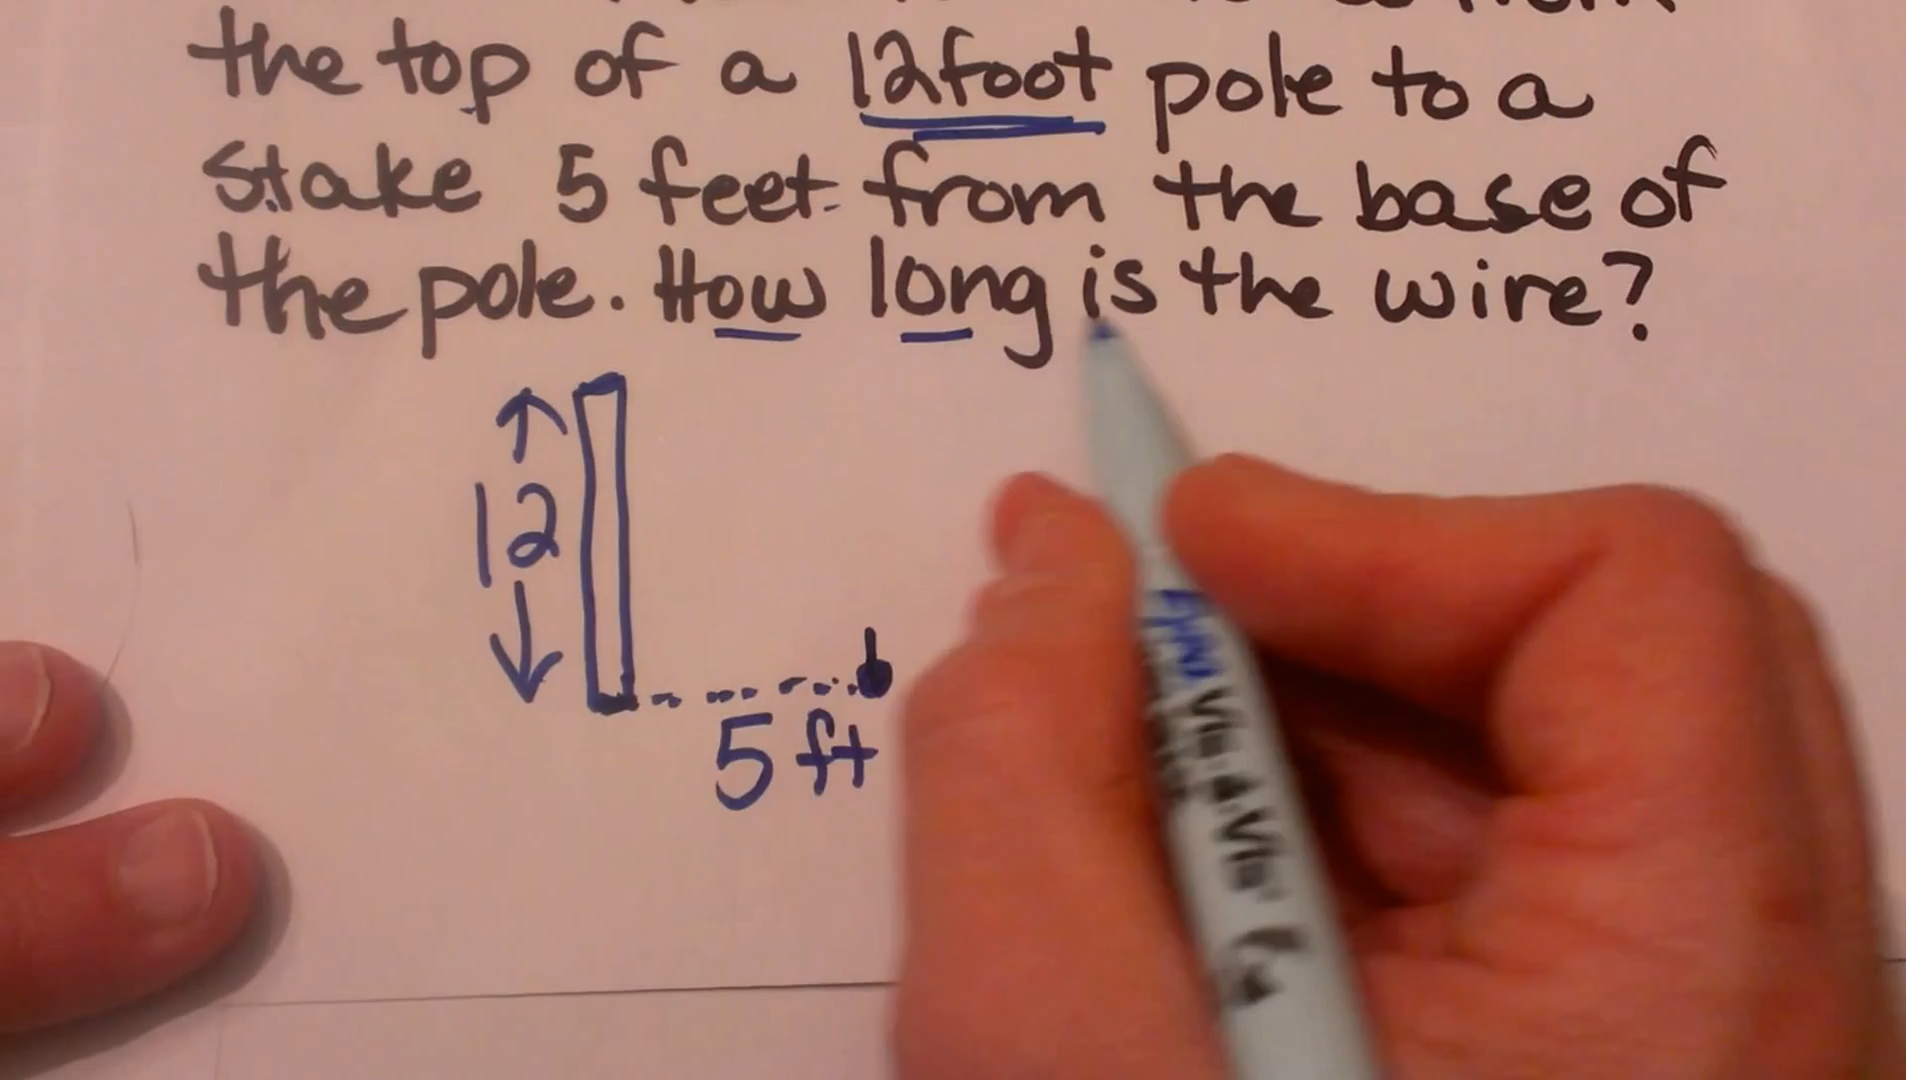 the top of a 12foot pole to a
stake 5 feet from the base of
the pole. How long is the wire?
12
5 ft